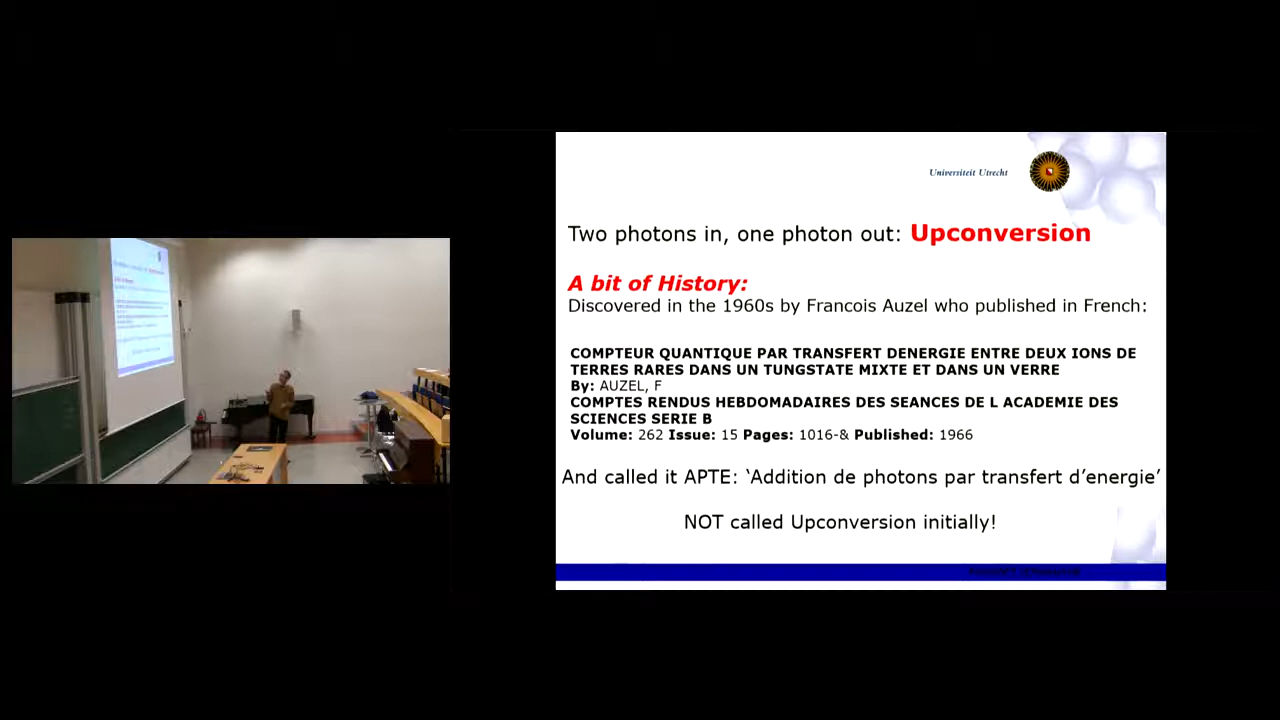 Universiteit Utrecht
Two photons in, one photon out: Upconversion
A bit of History:
Discovered in the 1960s by Francois Auzel who published in French:
COMPTEUR QUANTIQUE PAR TRANSFERT DENERGIE ENTRE DEUX IONS DE
TERRES RARES DANS UN TUNGSTATE MIXTE ET DANS UN VERRE
By: AUZEL, F
COMPTES RENDUS HEBDOMADAIRES DES SEANCES DE L ACADEMIE DES
SCIENCES SERIE B
Volume: 262 Issue: 15 Pages: 1016-& Published: 1966
And called it APTE: ‘Addition de photons par transfert d’energie’
NOT called Upconversion initially!